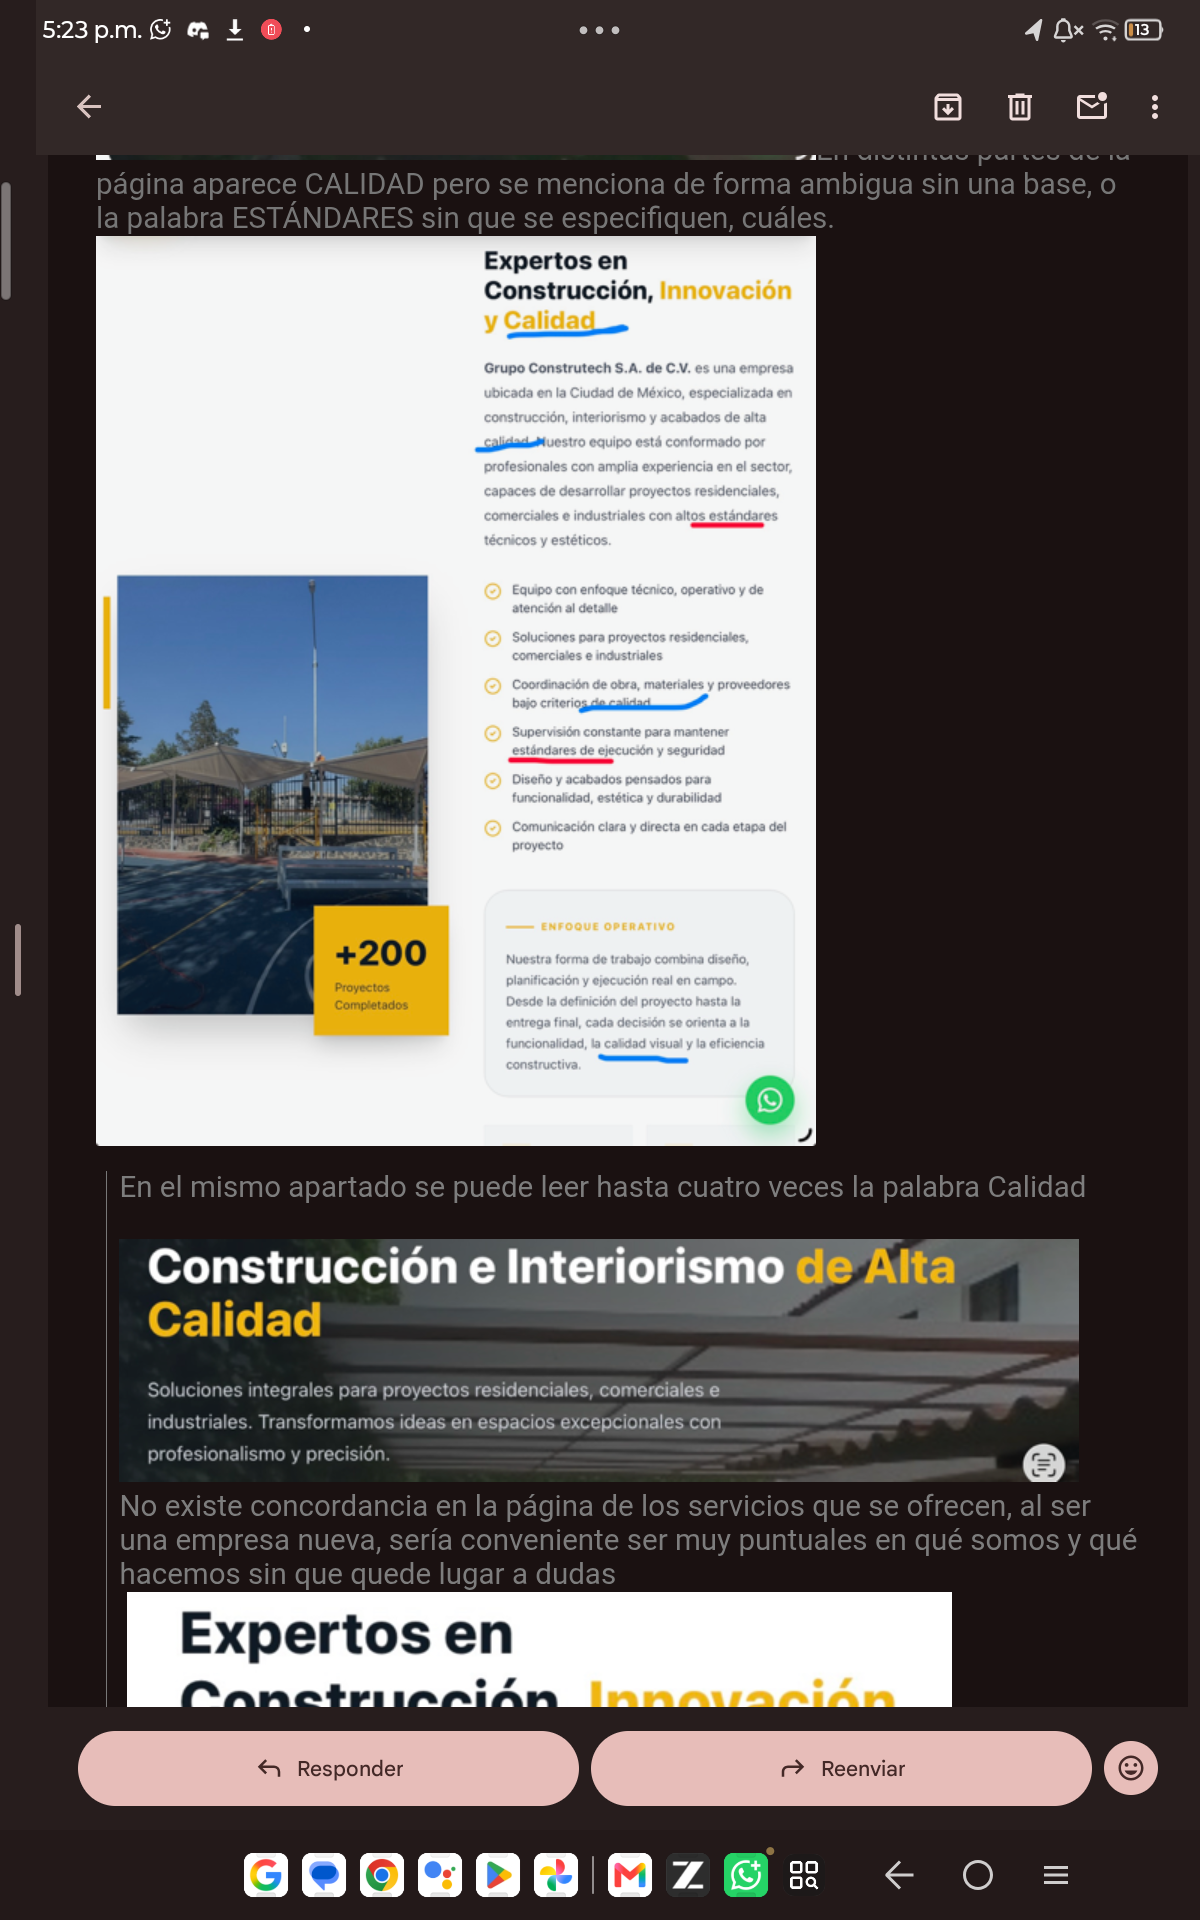 5:23 p.m.
13
En distintas partes de la
página aparece CALIDAD pero se menciona de forma ambigua sin una base, o
la palabra ESTÁNDARES sin que se especifiquen, cuáles.
Expertos en
Construcción, Innovación
y Calidad
Grupo Construtech S.A. de C.V. es una empresa
ubicada en la Ciudad de México, especializada en
construcción, interiorismo y acabados de alta
calidad. Nuestro equipo está conformado por
profesionales con amplia experiencia en el sector,
capaces de desarrollar proyectos residenciales,
comerciales e industriales con altos estándares
técnicos y estéticos.
Equipo con enfoque técnico, operativo y de
atención al detalle
Soluciones para proyectos residenciales,
comerciales e industriales
Coordinación de obra, materiales y proveedores
bajo criterios de calidad
Supervisión constante para mantener
estándares de ejecución y seguridad
Diseño y acabados pensados para
funcionalidad, estética y durabilidad
Comunicación clara y directa en cada etapa del
proyecto
+200
Proyectos
Completados
ENFOQUE OPERATIVO
Nuestra forma de trabajo combina diseño,
planificación y ejecución real en campo.
Desde la definición del proyecto hasta la
entrega final, cada decisión se orienta a la
funcionalidad, la calidad visual y la eficiencia
constructiva.
En el mismo apartado se puede leer hasta cuatro veces la palabra Calidad
Construcción e Interiorismo de Alta
Calidad
Soluciones integrales para proyectos residenciales, comerciales e
industriales. Transformamos ideas en espacios excepcionales con
profesionalismo y precisión.
No existe concordancia en la página de los servicios que se ofrecen, al ser
una empresa nueva, sería conveniente ser muy puntuales en qué somos y qué
hacemos sin que quede lugar a dudas
Expertos en
Construcción, Innovación
Responder
Reenviar